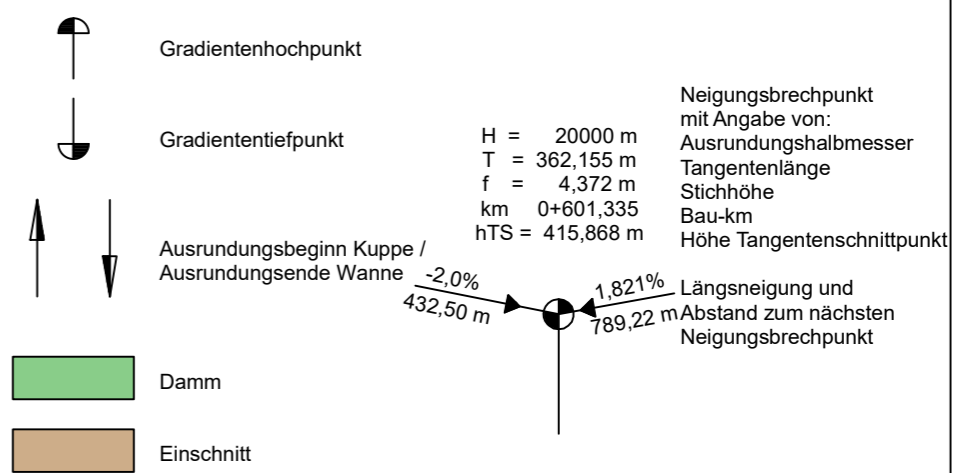 Gradientenhochpunkt
Gradiententiefpunkt
Ausrundungsbeginn Kuppe /
Ausrundungsende Wanne
Damm
Einschnitt
H = 20000 m
T = 362,155 m
f = 4,372 m
km 0+601,335
hTS = 415,868 m
Neigungsbrechpunkt
mit Angabe von:
Ausrundungshalbmesser
Tangentenlänge
Stichhöhe
Bau-km
Höhe Tangentenschnittpunkt
-2,0%
432,50 m
1,821%
789,22 m
Längsneigung und
Abstand zum nächsten
Neigungsbrechpunkt